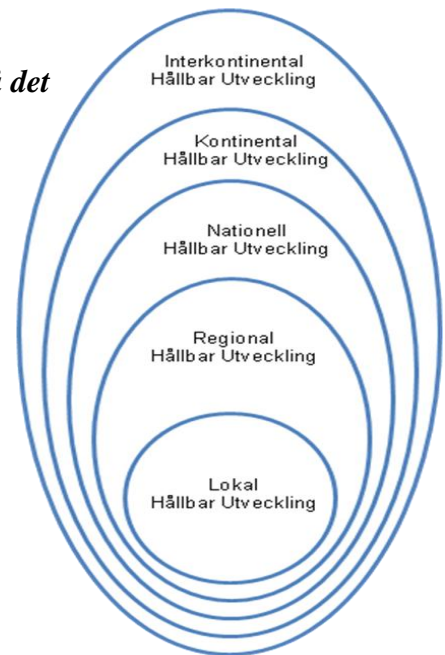 Interkontinental
Hållbar Utveckling
det
Kontinental
Hållbar Utveckling
Nationell
Hållbar Utveckling
Regional
Hållbar Utveckling
Lokal
Hållbar Utveckling